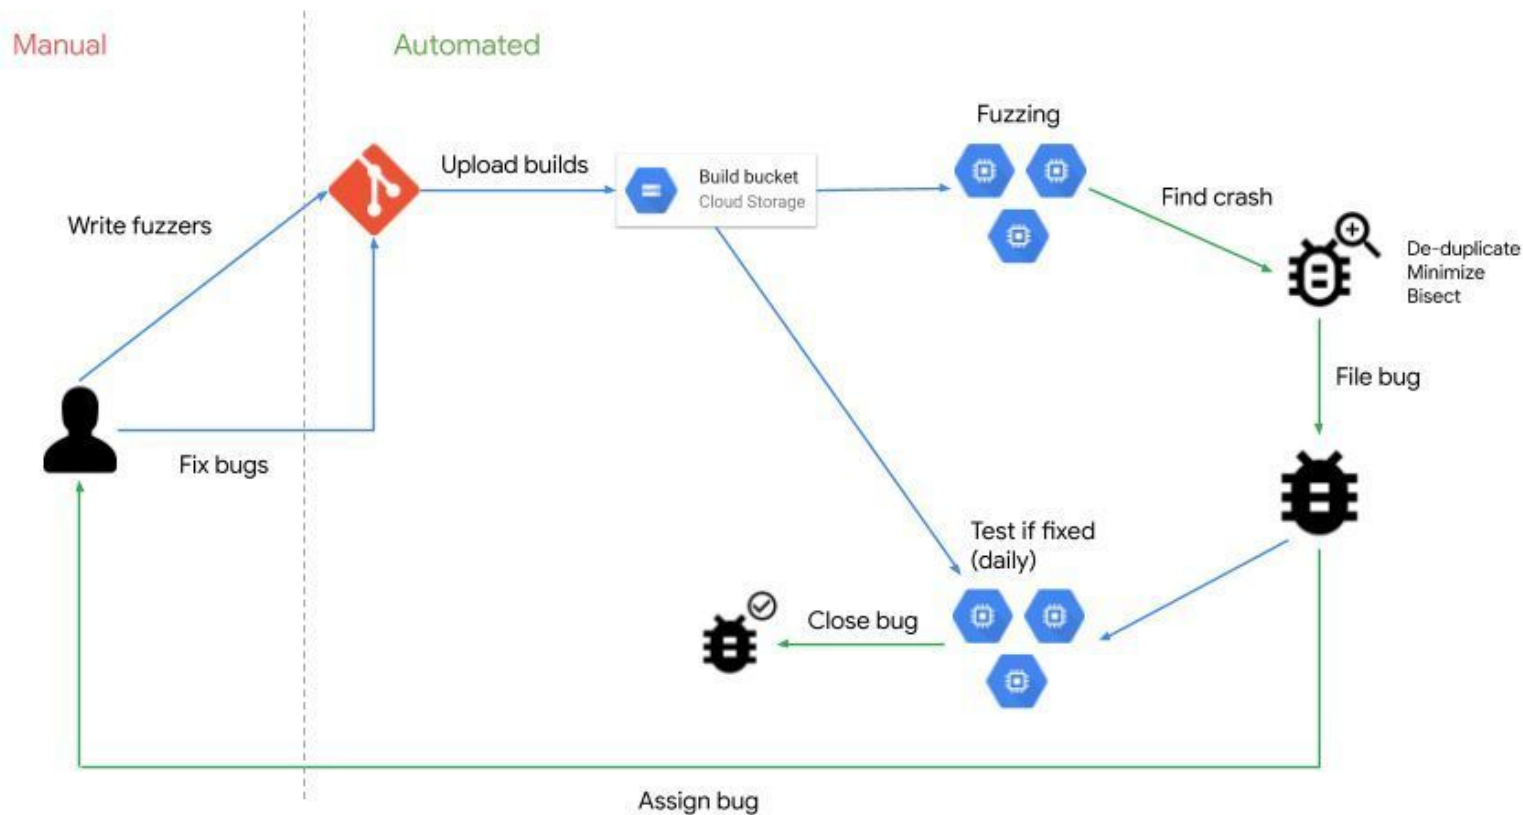 Manual
Automated
Fuzzing
Upload builds
Build bucket
Cloud Storage
Find crash
Write fuzzers
De-duplicate
Minimize
Bisect
File bug
Fix bugs
Test if fixed
(daily)
Close bug
Assign bug